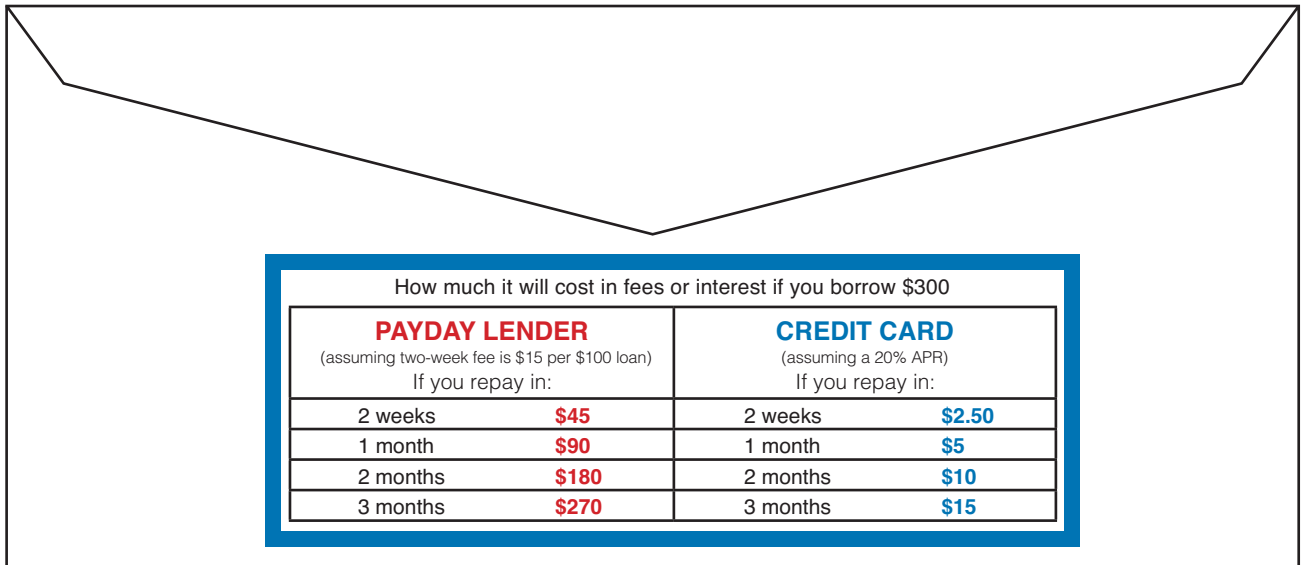 How much it will cost in fees or interest if you borrow $300
PAYDAY LENDER
(assuming two-week fee is $15 per $100 loan)
If you repay in:
CREDIT CARD
(assuming a 20% APR)
If you repay in:
2 weeks $45 2 weeks $2.50
1 month $90 1 month $5
2 months $180 2 months $10
3 months $270 3 months $15